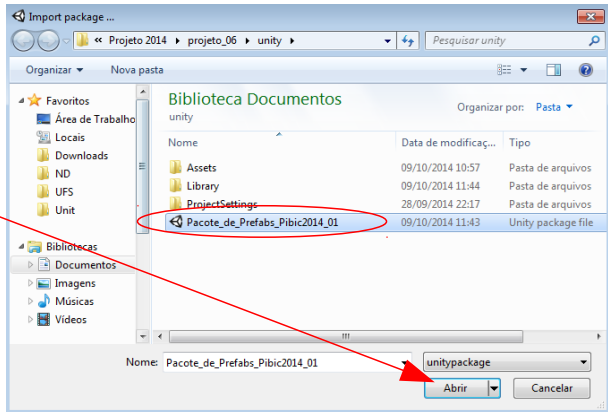 Import package ...
« Projeto 2014 projeto_06 unity
Pesquisar unity
Organizar Nova pasta
Favoritos
Área de Trabalho
Locais
Downloads
ND
UFS
Unit
Bibliotecas
Documentos
Imagens
Músicas
Vídeos
Biblioteca Documentos
unity
Organizar por: Pasta
Nome Data de modificaç... Tipo
Assets 09/10/2014 10:57 Pasta de arquivos
Library 09/10/2014 11:44 Pasta de arquivos
ProjectSettings 28/09/2014 22:17 Pasta de arquivos
Pacote_de_Prefabs_Pibic2014_01 09/10/2014 11:43 Unity package file
Nome: Pacote_de_Prefabs_Pibic2014_01 unitypackage
Abrir Cancelar